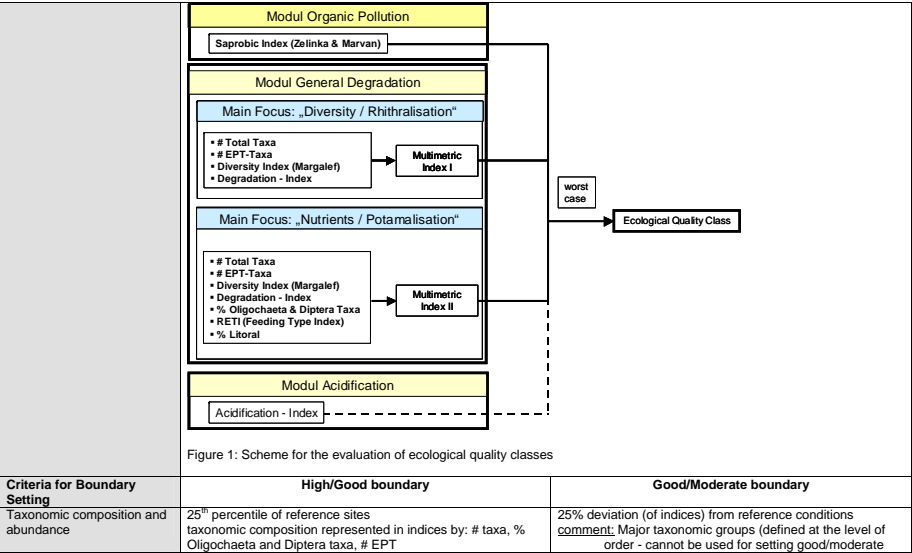 Modul Organic Pollution
Saprobic Index (Zelinka & Marvan)
Modul General Degradation
Main Focus: „Diversity / Rhithralisation“
▪ # Total Taxa
▪ # EPT-Taxa
▪ Diversity Index (Margalef)
▪ Degradation - Index
Multimetric
Index I
worst
case
Ecological Quality Class
Main Focus: „Nutrients / Potamalisation“
▪ # Total Taxa
▪ # EPT-Taxa
▪ Diversity Index (Margalef)
▪ Degradation - Index
▪ % Oligochaeta & Diptera Taxa
▪ RETI (Feeding Type Index)
▪ % Litoral
Multimetric
Index II
Modul Acidification
Acidification - Index
Figure 1: Scheme for the evaluation of ecological quality classes
Criteria for Boundary
Setting
High/Good boundary
Good/Moderate boundary
Taxonomic composition and
abundance
25th percentile of reference sites
taxonomic composition represented in indices by: # taxa, %
Oligochaeta and Diptera taxa, # EPT
25% deviation (of indices) from reference conditions
comment: Major taxonomic groups (defined at the level of
order - cannot be used for setting good/moderate